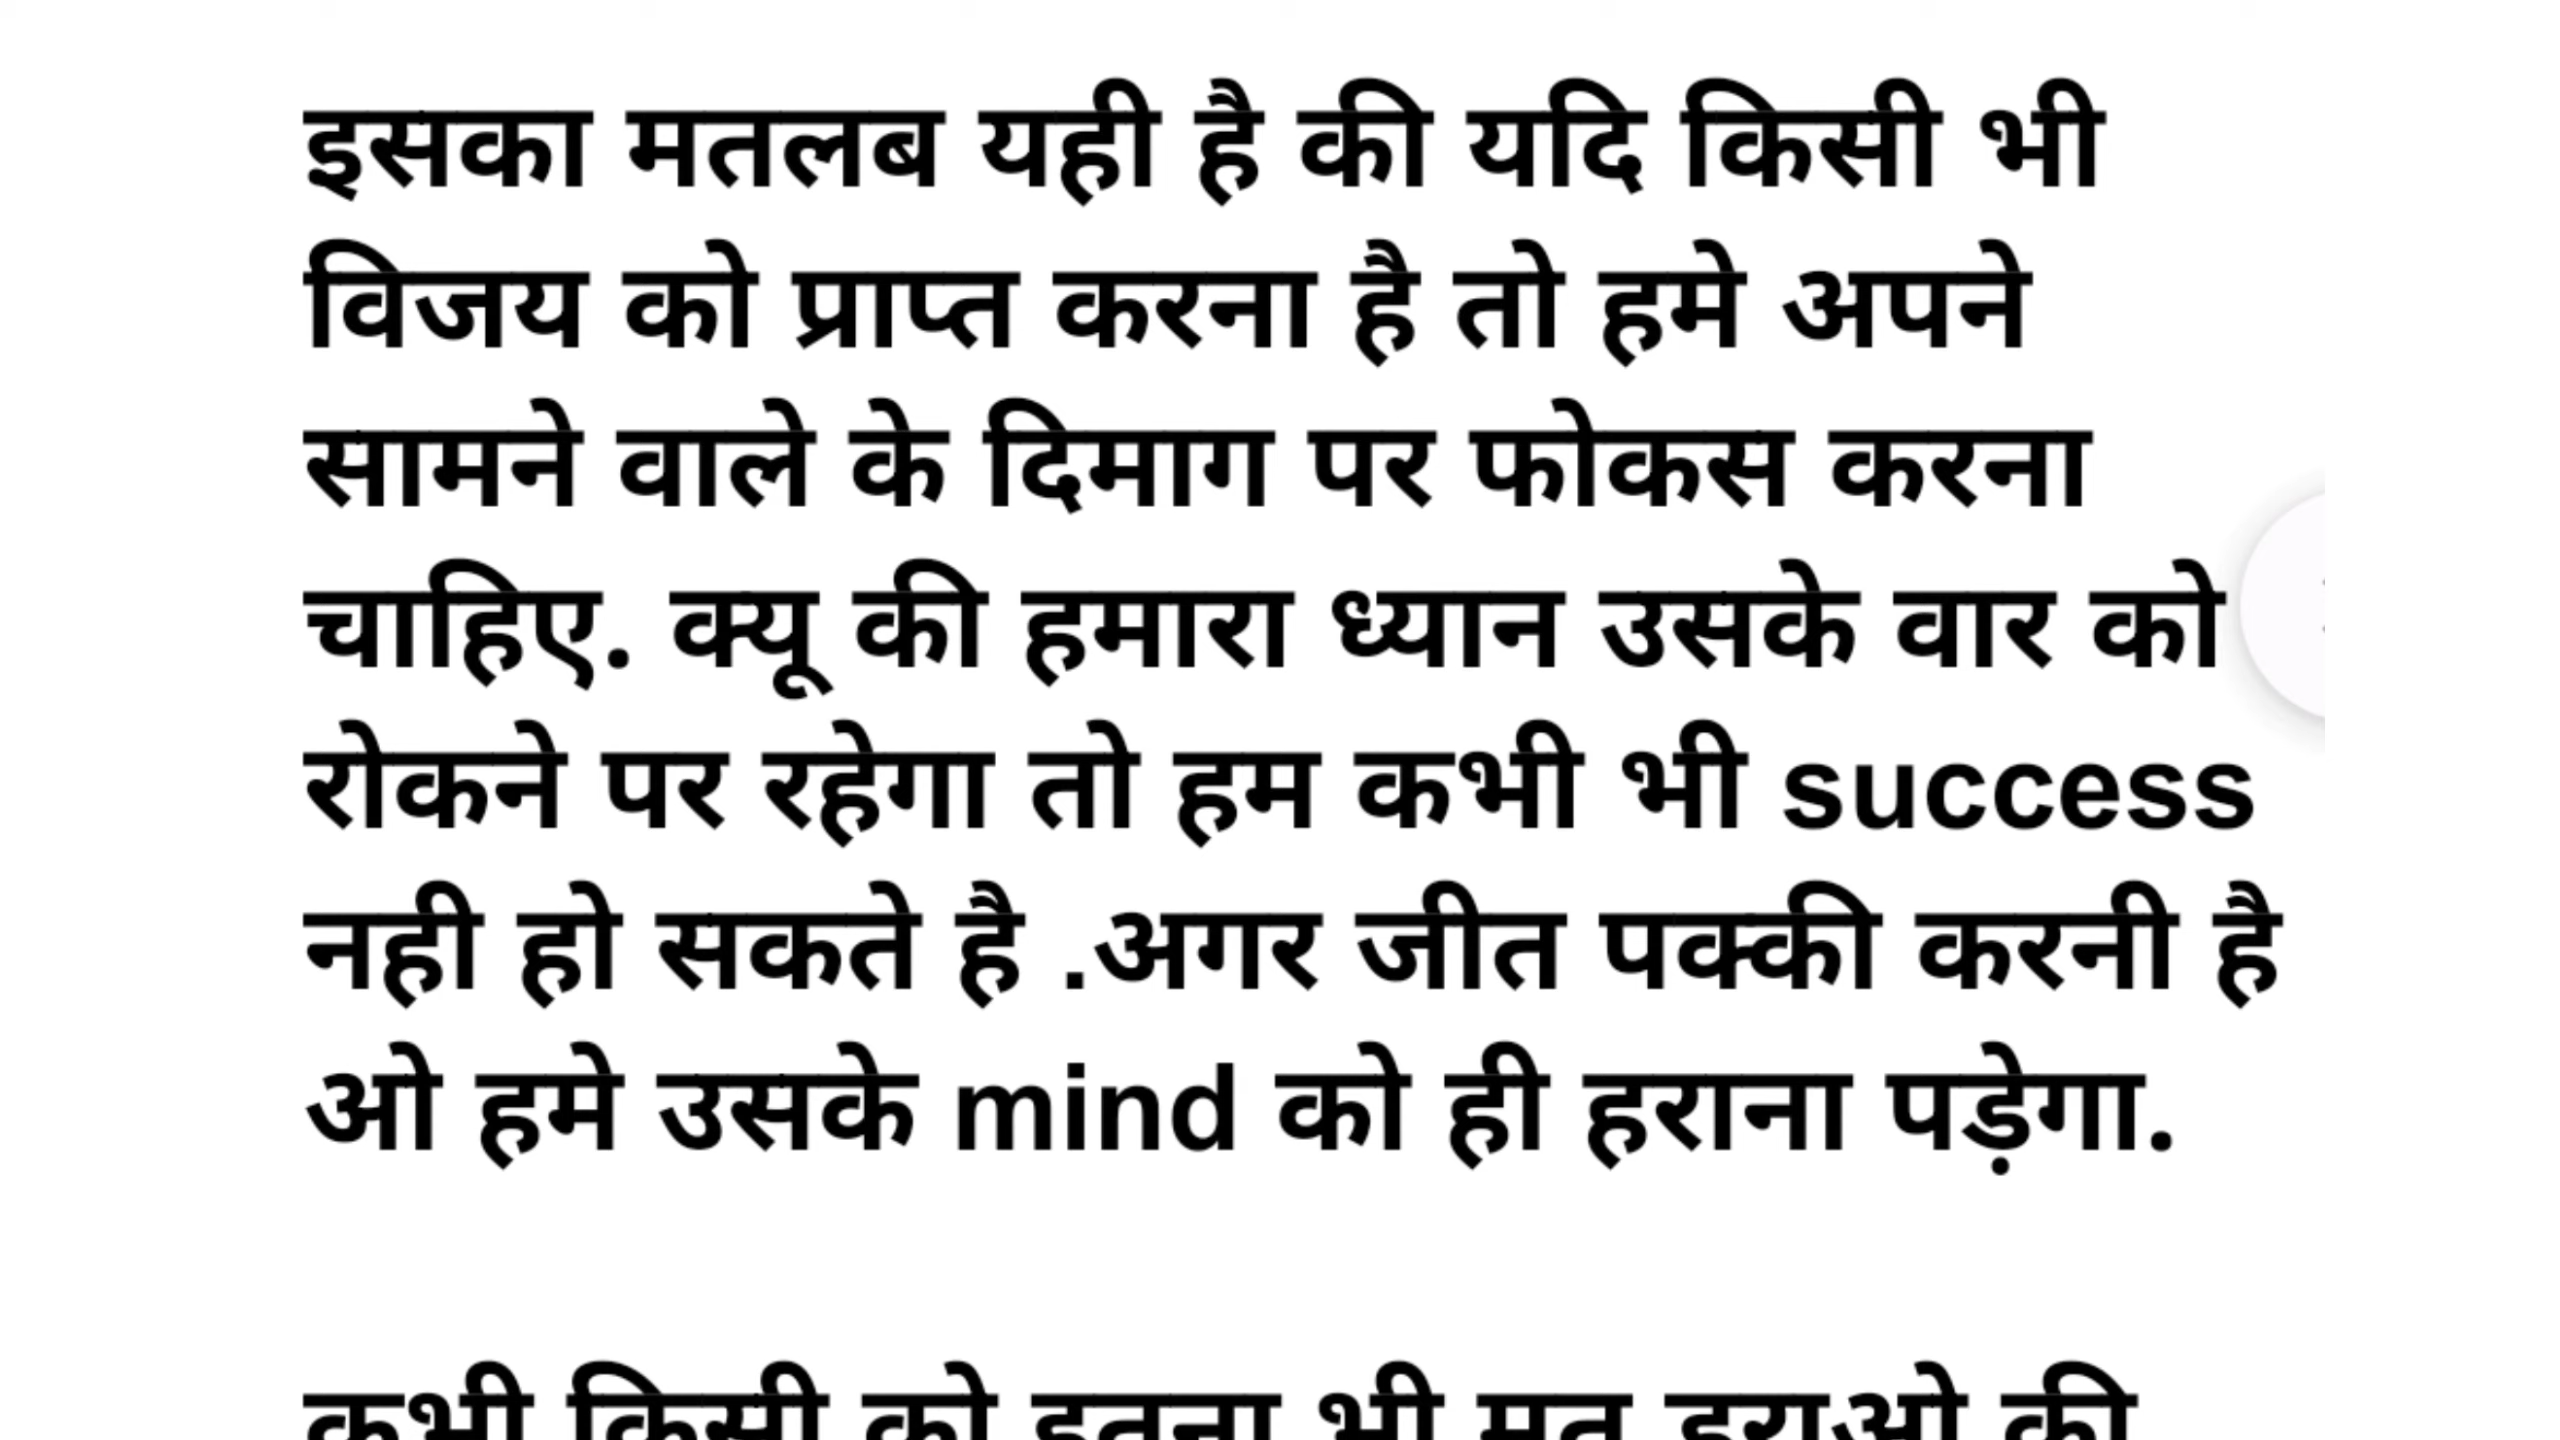 इसका मतलब यही है की यदि किसी भी
विजय को प्राप्त करना है तो हमे अपने
सामने वाले के दिमाग पर फोकस करना
चाहिए. क्यू की हमारा ध्यान उसके वार को
रोकने पर रहेगा तो हम कभी भी success
नही हो सकते है .अगर जीत पक्की करनी है
ओ हमे उसके mind को ही हराना पड़ेगा.
कभी किसी को इतना भी मत डराओ की